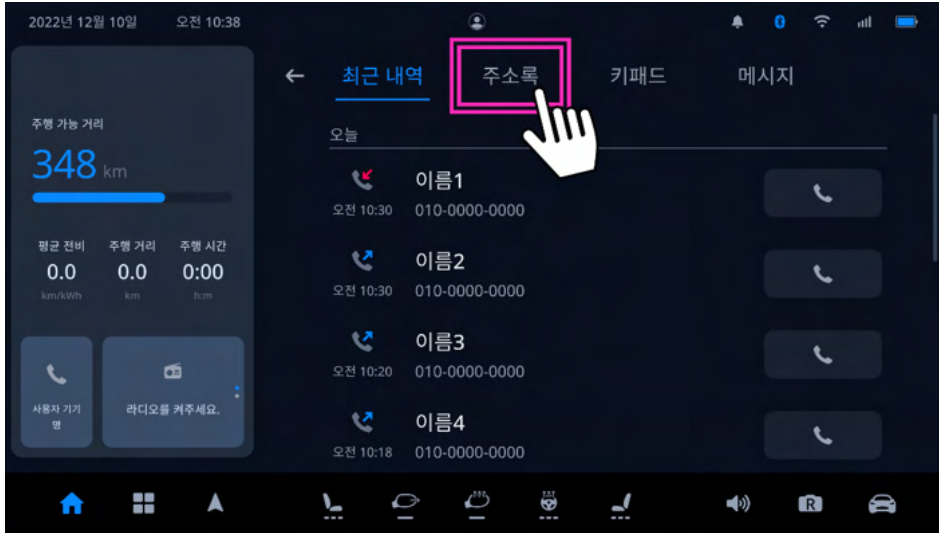 2022년 12월 10일 오전 10:38
최근 내역 주소록 키패드 메시지
주행 가능 거리
348 km
평균 전비 주행 거리 주행 시간
0.0 0.0 0:00
km/kWh km h:m
사용자 기기
명
라디오를 켜주세요.
오늘
이름1
오전 10:30 010-0000-0000
이름2
오전 10:30 010-0000-0000
이름3
오전 10:20 010-0000-0000
이름4
오전 10:18 010-0000-0000
R